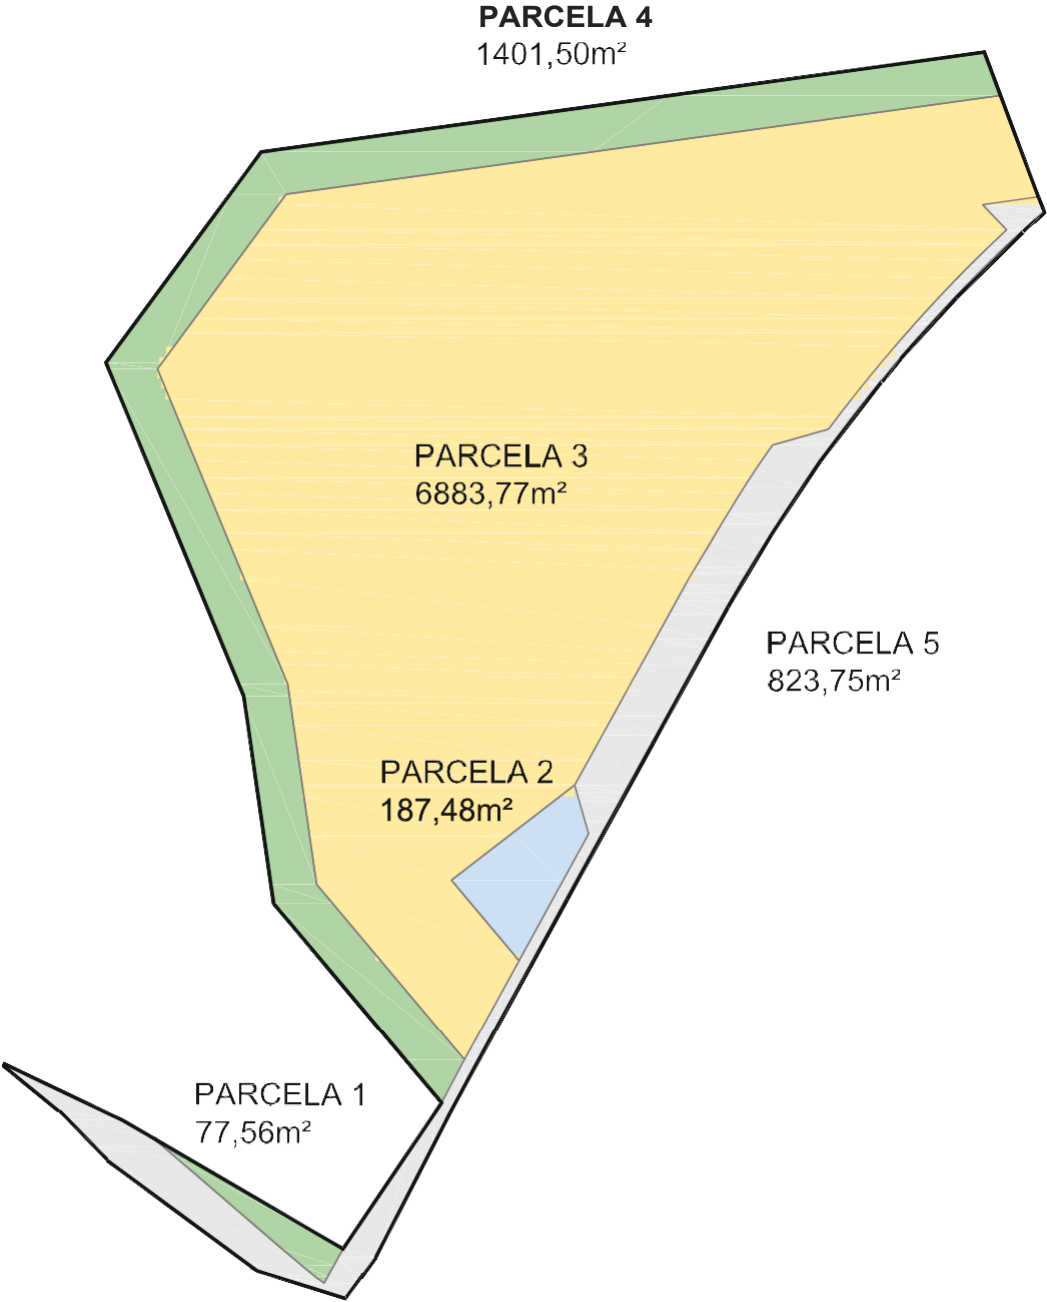 PARCELA 4
1401,50m²
PARCELA 3
6883,77m²
PARCELA 5
823,75m²
PARCELA 2
187,48m²
PARCELA 1
77,56m²